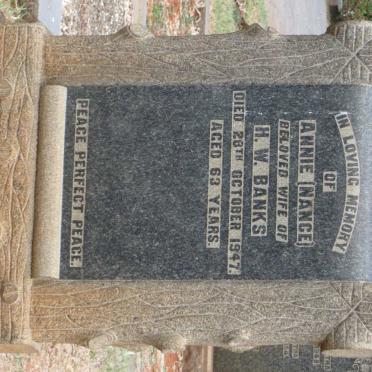 IN LOVING MEMORY
OF
ANNIE NANCE
BELOVED WIFE OF
H. W. BANKS
DIED 28TH OCTOBER 1947.
AGED 63 YEARS.
PEACE PERFECT PEACE.